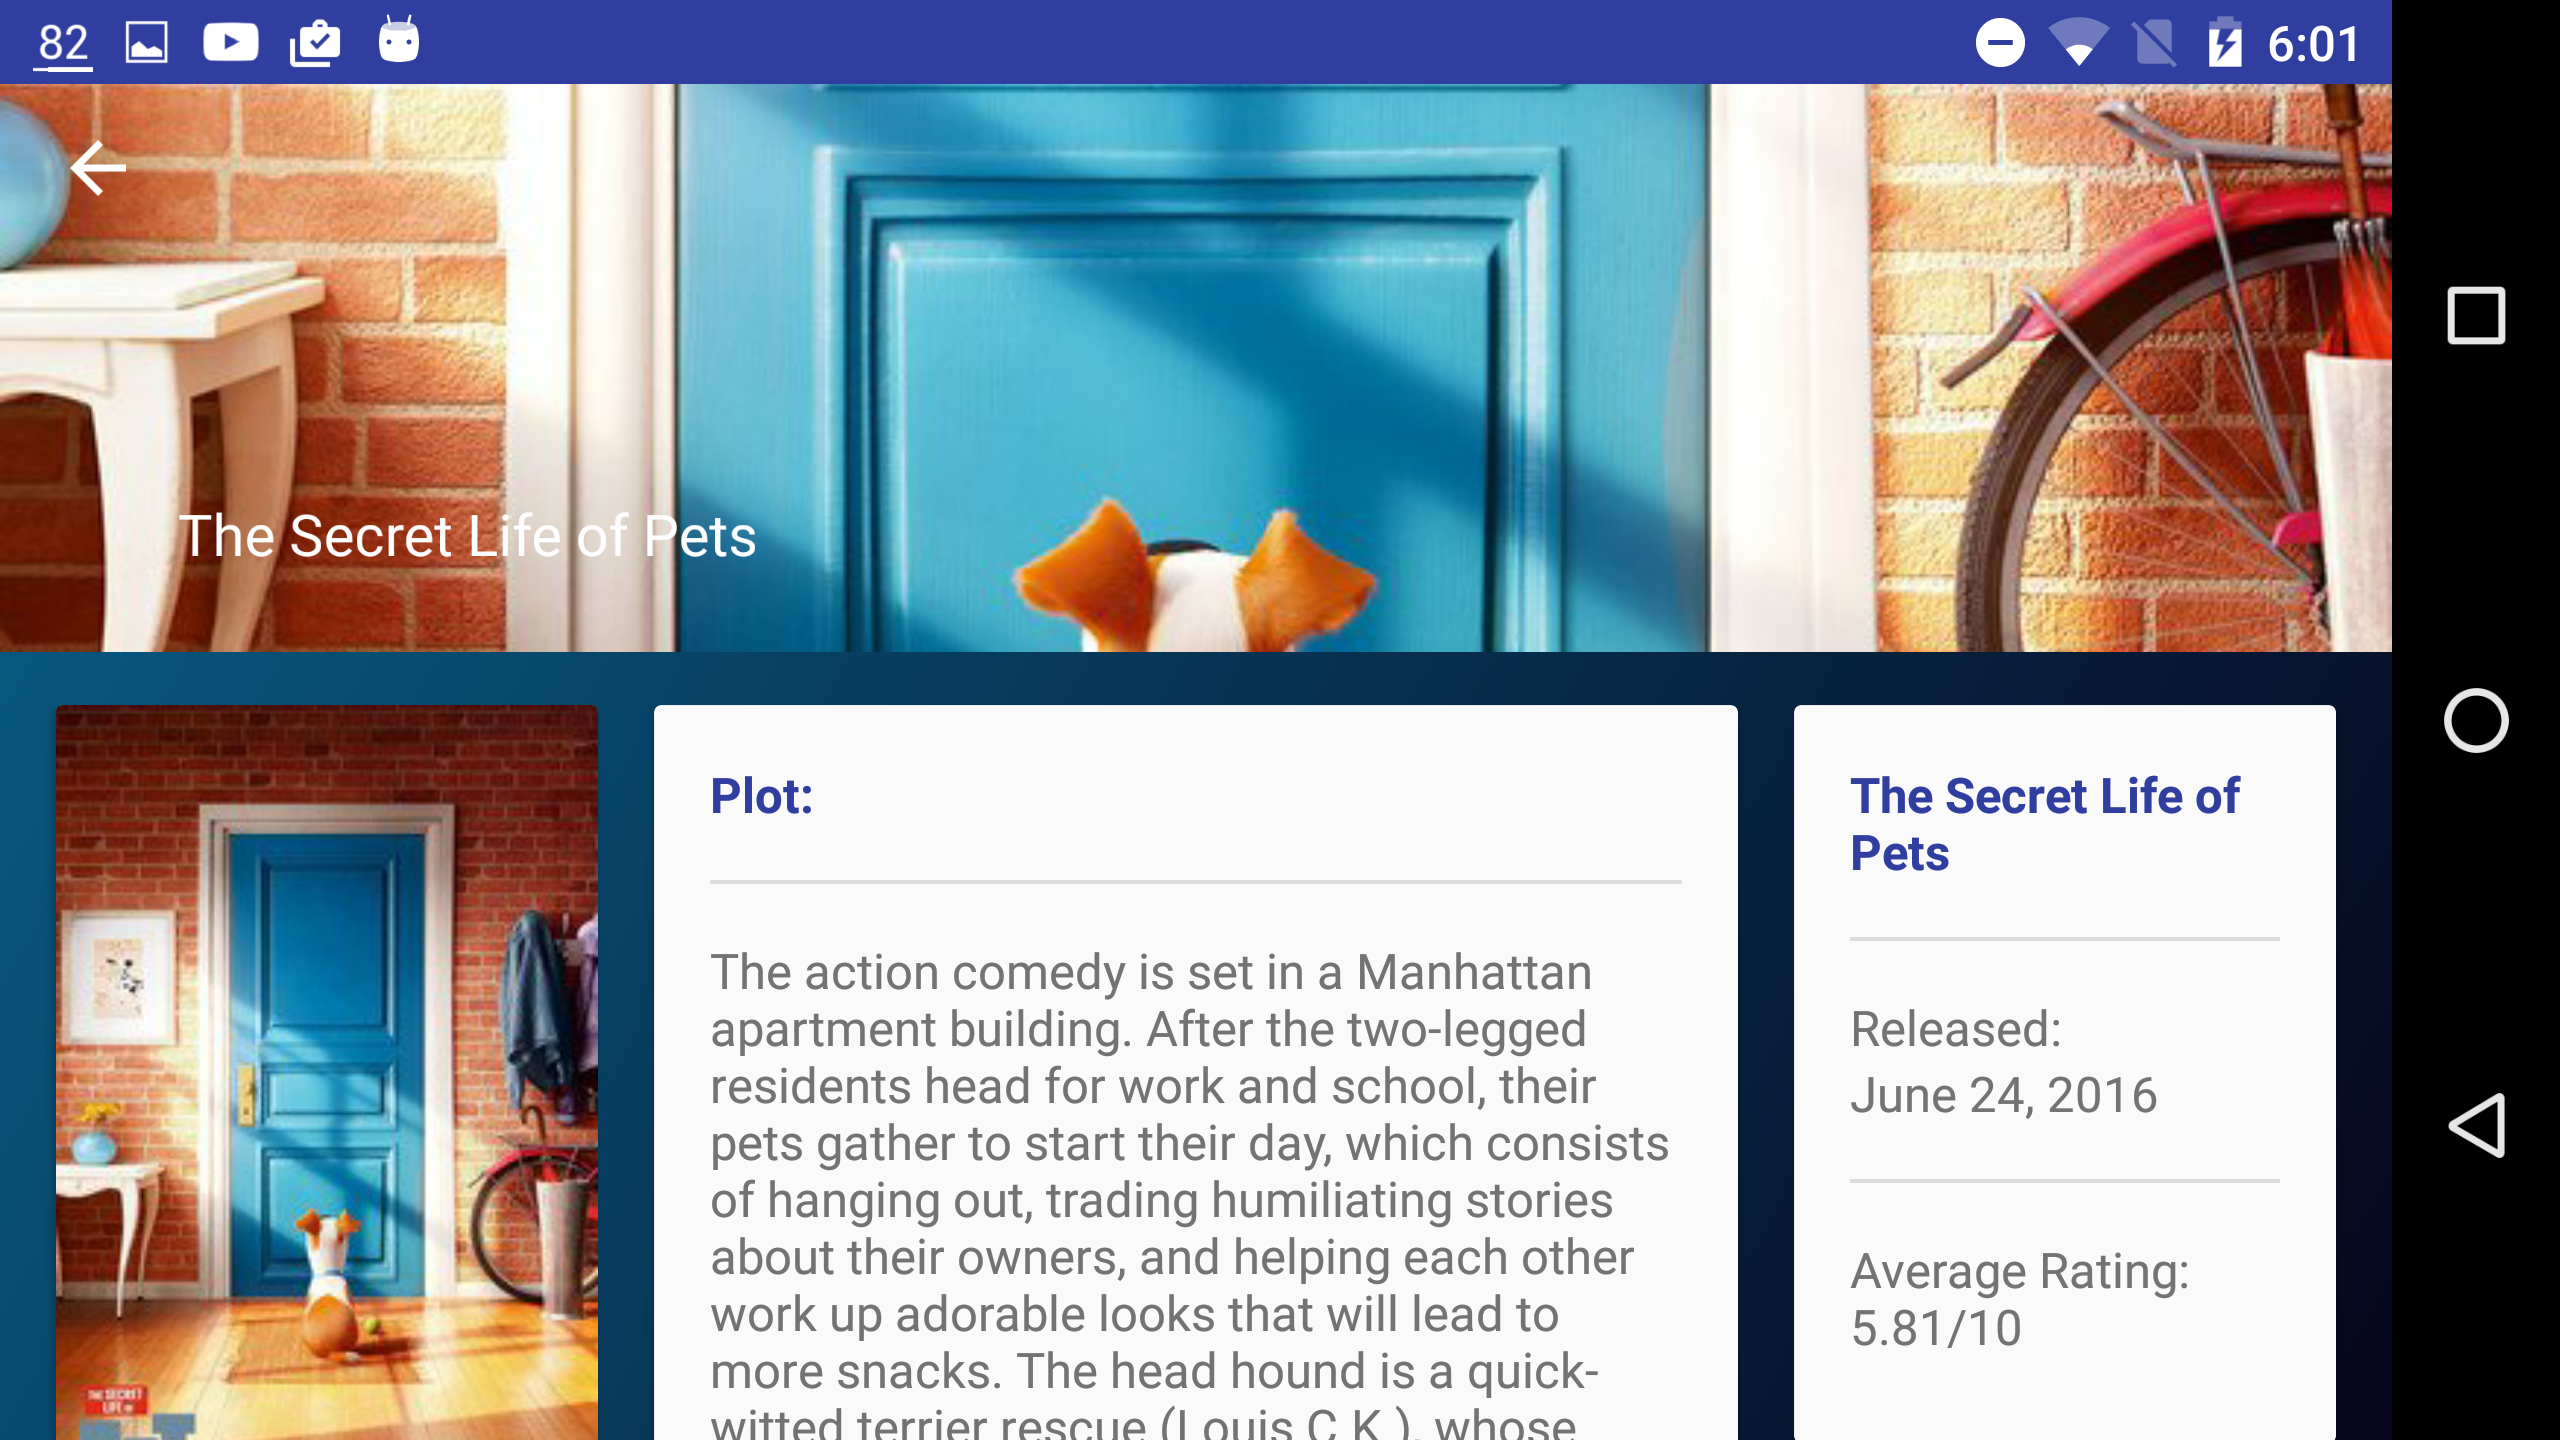 82
6:01
The Secret Life of Pets
THE SECRET
LIFE OF
Plot:
The action comedy is set in a Manhattan
apartment building. After the two-legged
residents head for work and school, their
pets gather to start their day, which consists
of hanging out, trading humiliating stories
about their owners, and helping each other
work up adorable looks that will lead to
more snacks. The head hound is a quick-
witted terrier rescue (Louis C.K.), whose
The Secret Life of
Pets
Released:
June 24, 2016
Average Rating:
5.81/10